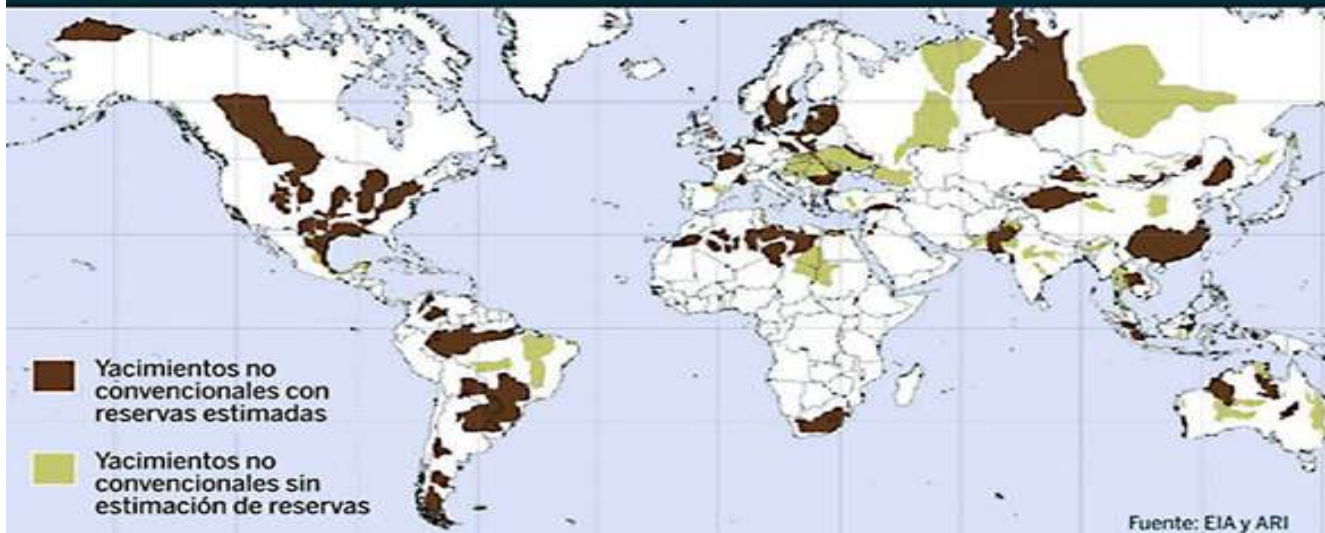 Yacimientos no
convencionales con
reservas estimadas
Yacimientos no
convencionales sin
estimación de reservas
Fuente: EIA y ARI